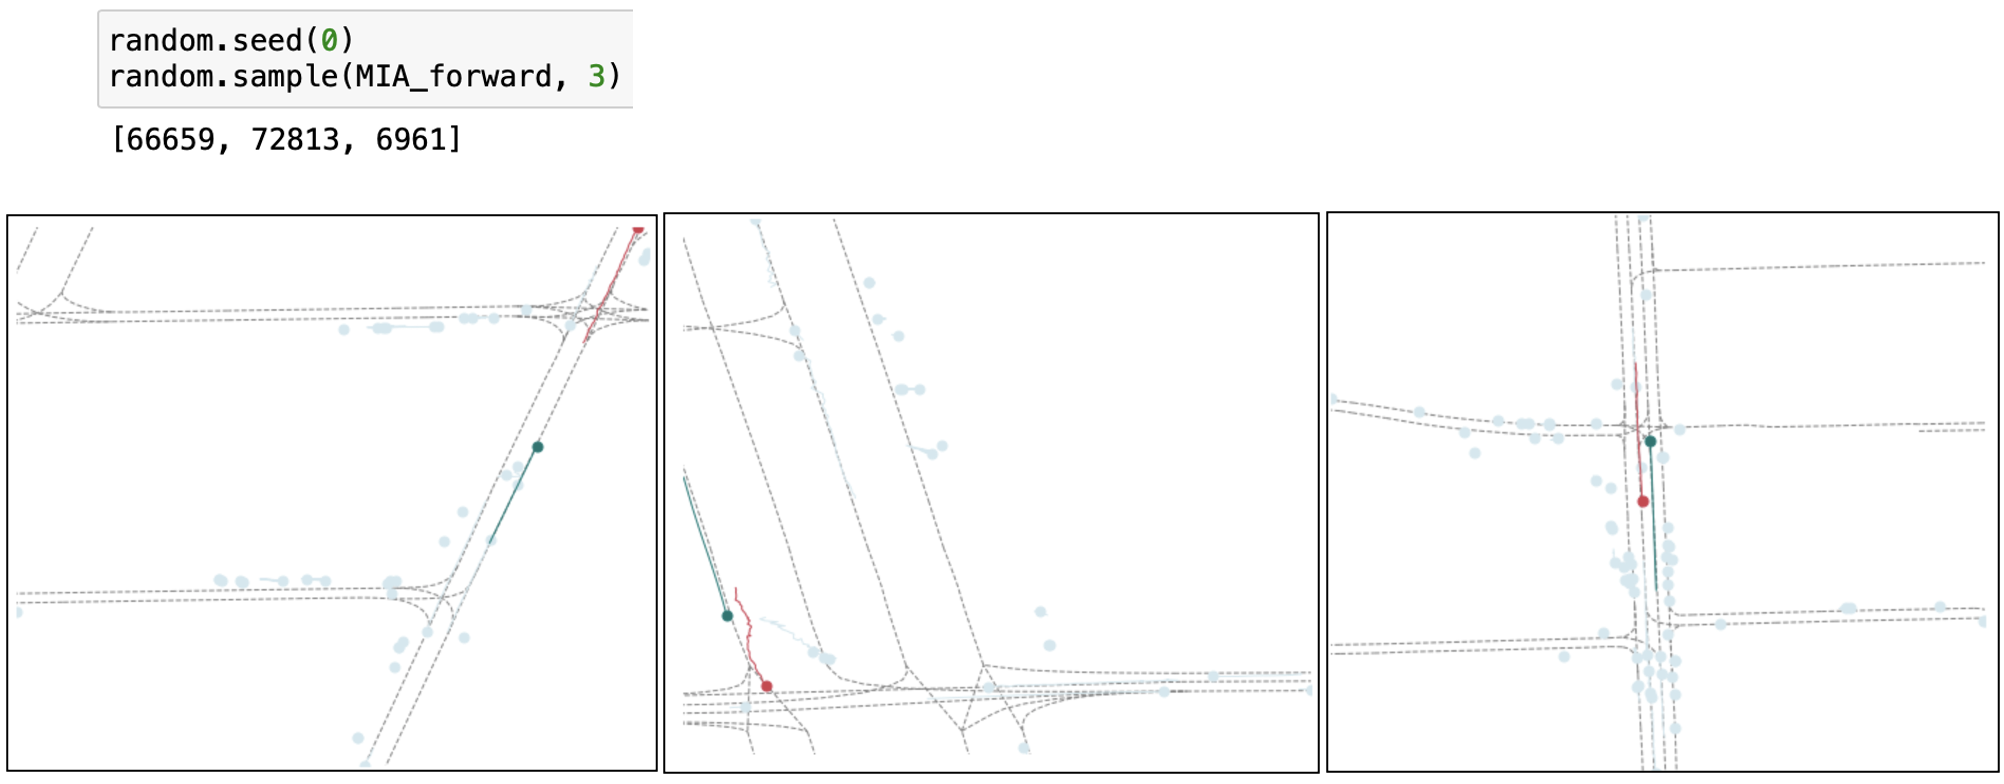 random.seed(0)
random.sample(MIA_forward, 3)
[66659, 72813, 6961]